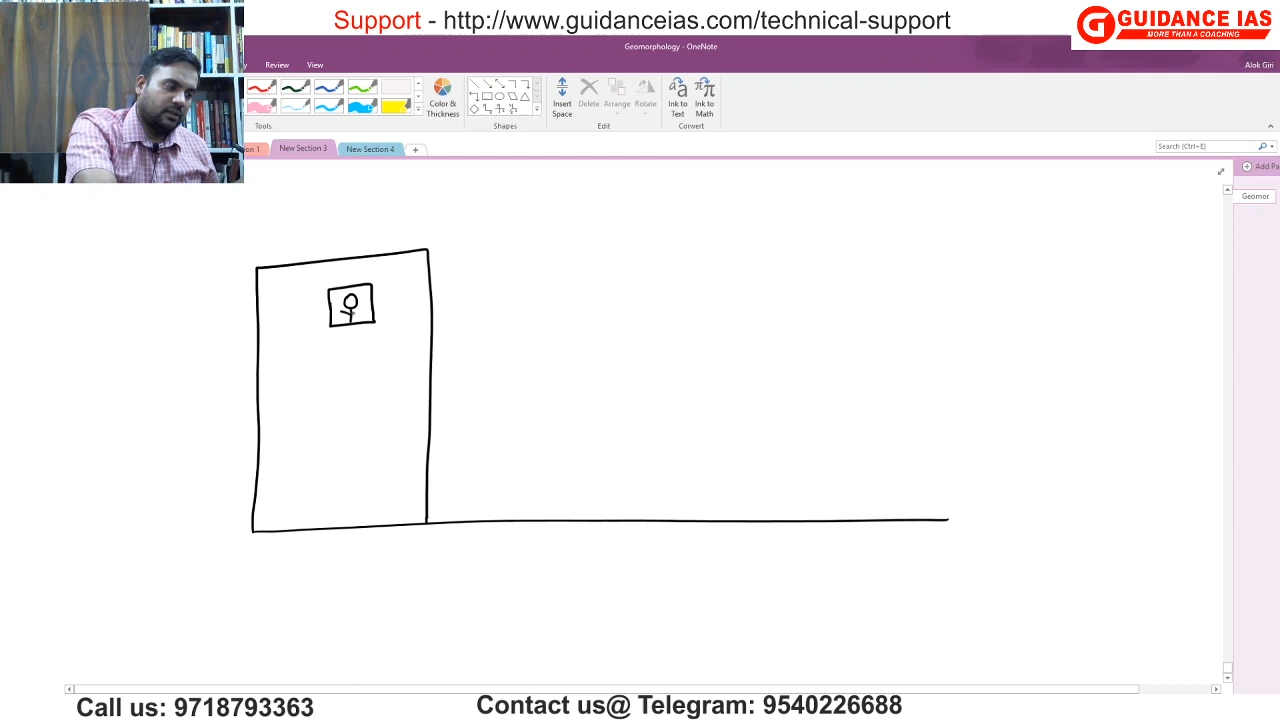 Support - http://www.guidanceias.com/technical-support
GUIDANCE IAS
MORE THAN A COACHING
Geomorphology - OneNote
Alok Giri
Review View
Color & Thickness
Insert Space
Delete Arrange Rotate
Ink to Text
Ink to Math
Tools Shapes Edit Convert
New Section 3 New Section 4
Search (Ctrl+E)
Add Pa
Geomor
Call us: 9718793363
Contact us@ Telegram: 9540226688